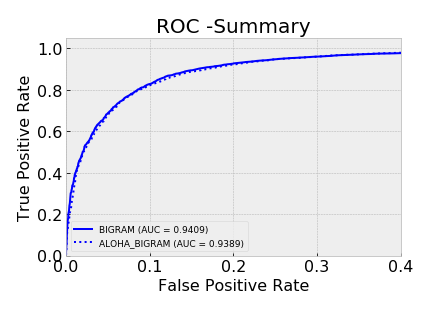 ROC -Summary
True Positive Rate
1.0
0.8
0.6
0.4
0.2
0.0
BIGRAM (AUC = 0.9409)
ALOHA_BIGRAM (AUC = 0.9389)
0.0 0.1 0.2 0.3 0.4
False Positive Rate